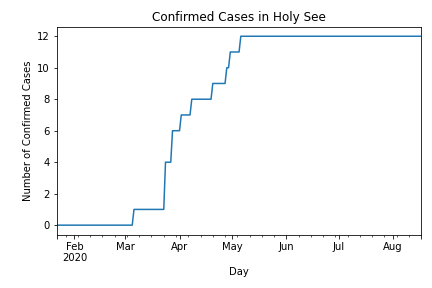 Confirmed Cases in Holy See
Number of Confirmed Cases
12
10
8
6
4
2
0
Feb Mar Apr May Jun Jul Aug
2020
Day